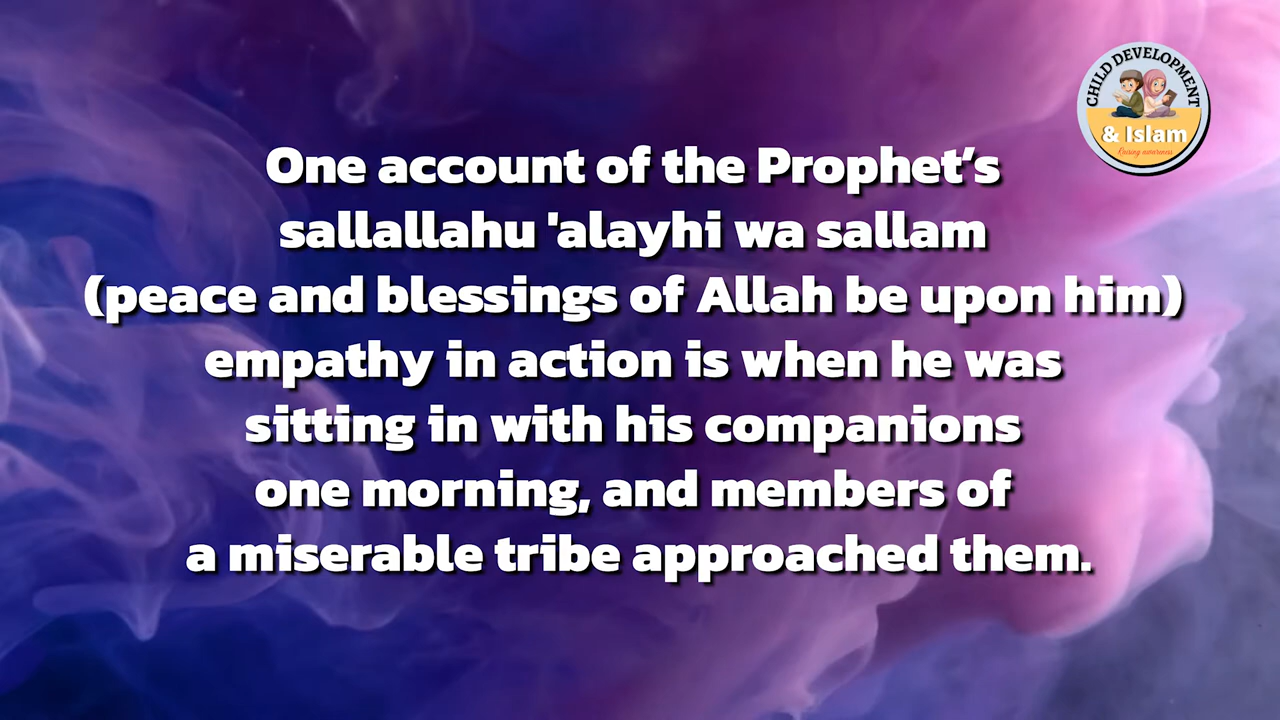 CHILD DEVELOPMENT
& Islam
Raising awareness
One account of the Prophet’s
sallallahu 'alayhi wa sallam
(peace and blessings of Allah be upon him)
empathy in action is when he was
sitting in with his companions
one morning, and members of
a miserable tribe approached them.